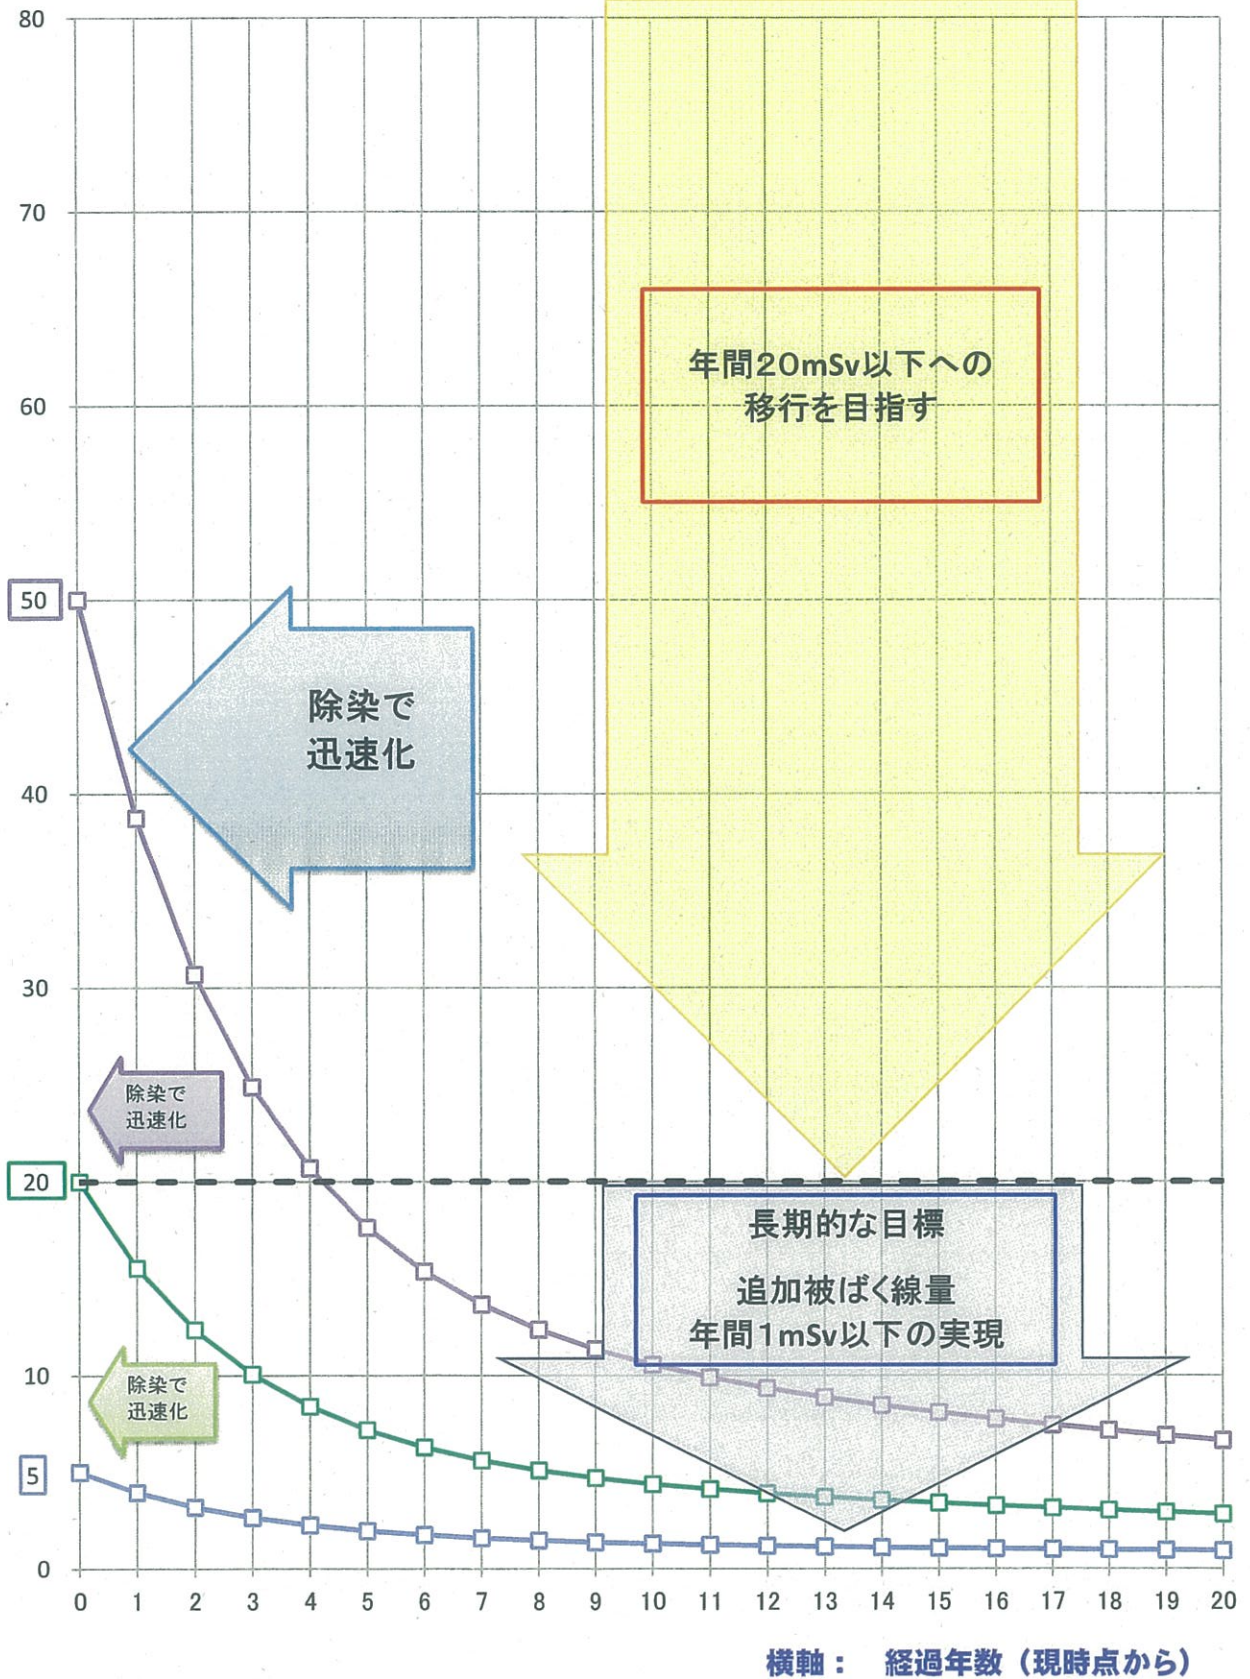 80
70
年間20mSv以下への
移行を目指す
60
50
除染で
迅速化
40
30
除染で
迅速化
20
長期的な目標
追加被ばく線量
年間1mSv以下の実現
10
除染で
迅速化
5
0
0 1 2 3 4 5 6 7 8 9 10 11 12 13 14 15 16 17 18 19 20
横軸： 経過年数（現時点から）